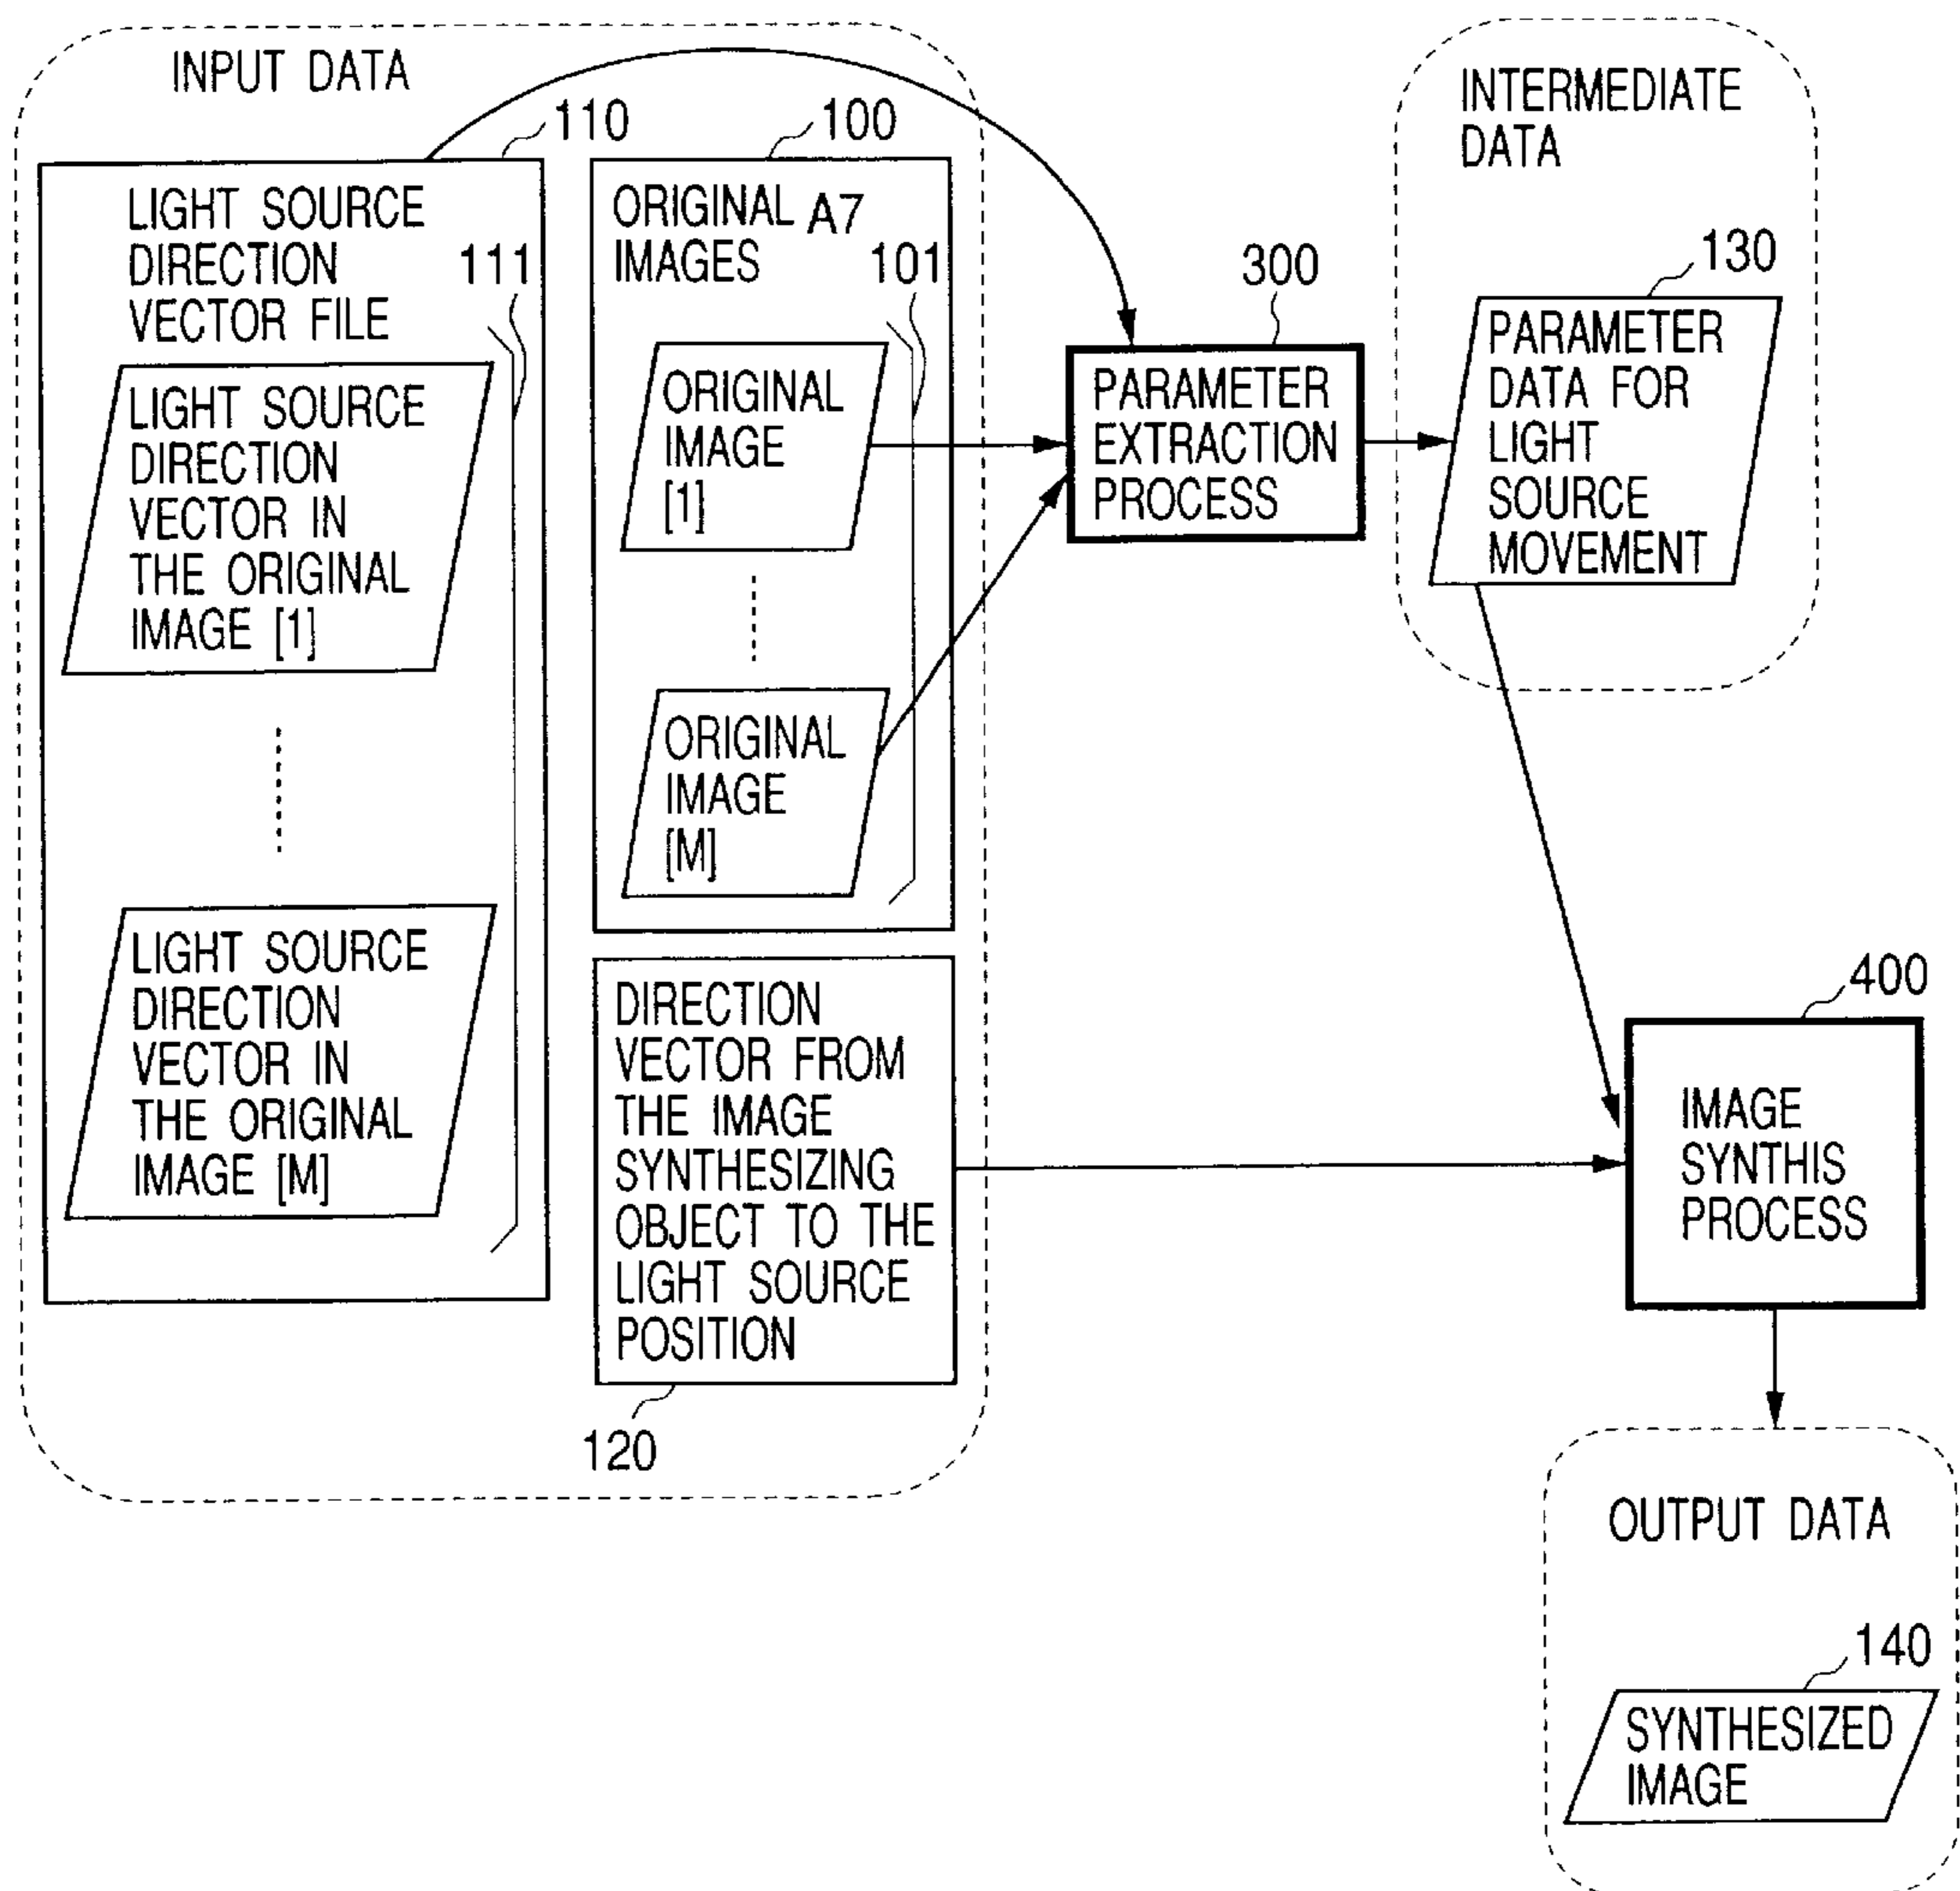 INPUT DATA
110
LIGHT SOURCE
DIRECTION
VECTOR FILE
111
LIGHT SOURCE
DIRECTION
VECTOR IN
THE ORIGINAL
IMAGE [1]
LIGHT SOURCE
DIRECTION
VECTOR IN
THE ORIGINAL
IMAGE [M]
100
ORIGINAL A7
IMAGES
101
ORIGINAL
IMAGE
[1]
ORIGINAL
IMAGE
[M]
DIRECTION
VECTOR FROM
THE IMAGE
SYNTHESIZING
OBJECT TO THE
LIGHT SOURCE
POSITION
120
300
PARAMETER
EXTRACTION
PROCESS
INTERMEDIATE
DATA
130
PARAMETER
DATA FOR
LIGHT
SOURCE
MOVEMENT
400
IMAGE
SYNTHIS
PROCESS
OUTPUT DATA
140
SYNTHESIZED
IMAGE